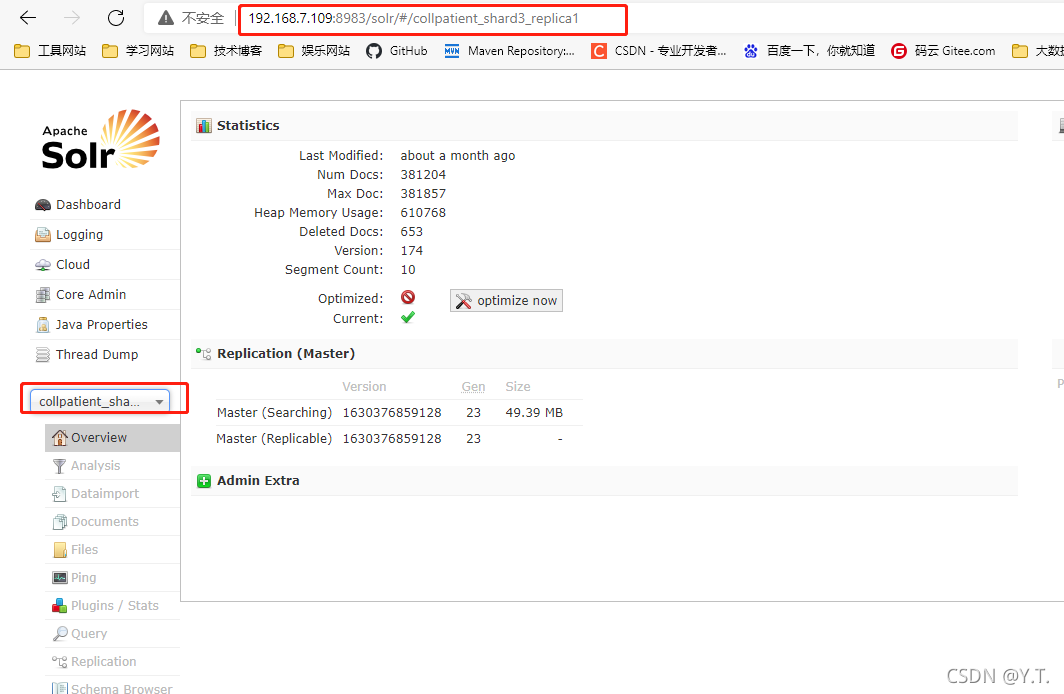 不安全 192.168.7.109:8983/solr/#/collpatient_shard3_replica1
工具网站 学习网站 技术博客 娱乐网站 GitHub MVN Maven Repository:... C CSDN - 专业开发者... 百度一下，你就知道 G 码云 Gitee.com 大数
Apache
Solr
Dashboard
Logging
Cloud
Core Admin
Java Properties
Thread Dump
collpatient_sha...
Overview
Analysis
Dataimport
Documents
Files
Ping
Plugins / Stats
Query
Replication
Schema Browser
Statistics
Last Modified: about a month ago
Num Docs: 381204
Max Doc: 381857
Heap Memory Usage: 610768
Deleted Docs: 653
Version: 174
Segment Count: 10
Optimized: optimize now
Current:
Replication (Master)
Version Gen Size
Master (Searching) 1630376859128 23 49.39 MB
Master (Replicable) 1630376859128 23 -
Admin Extra
P
CSDN @Y.T.